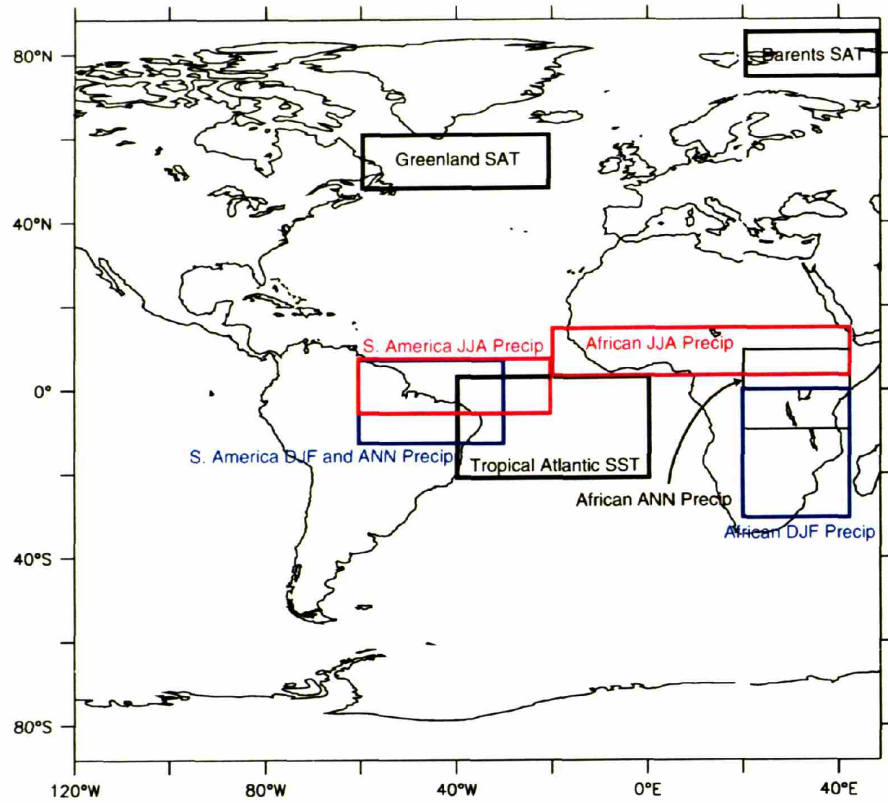 80°N
Barents SAT
Greenland SAT
40°N
S. America JJA Precip
African JJA Precip
0°
S. America DJF and ANN Precip
Tropical Atlantic SST
African ANN Precip
African DJF Precip
40°S
80°S
120°W
80°W
40°W
0°E
40°E